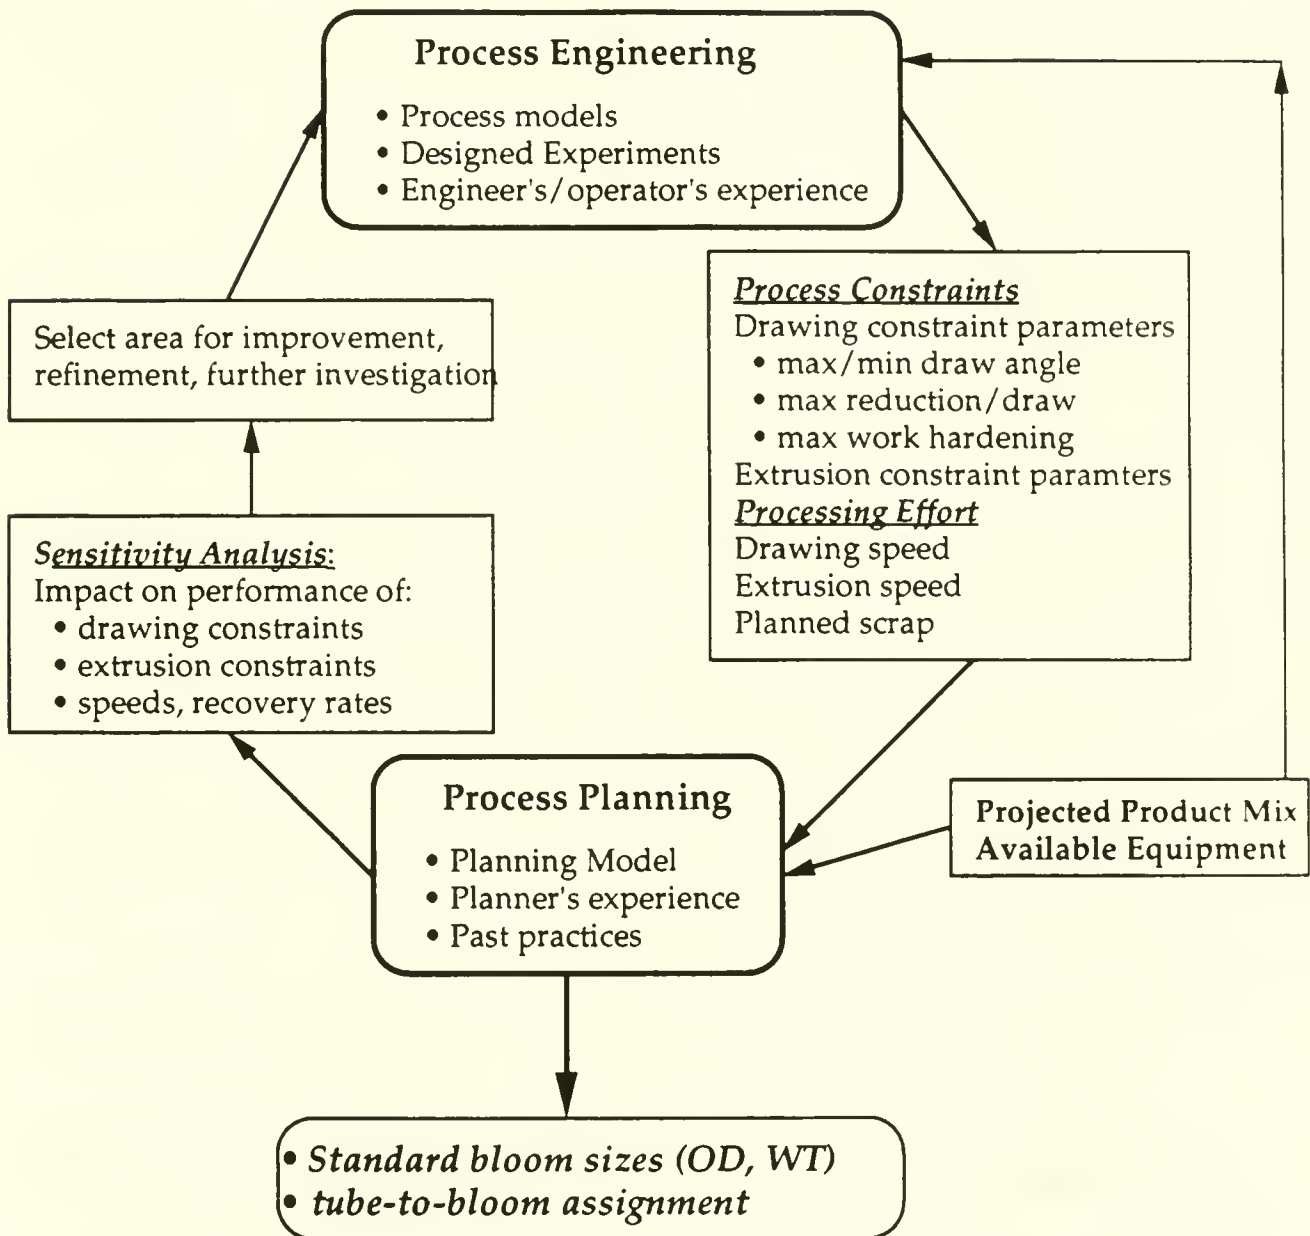 Process Engineering
• Process models
• Designed Experiments
• Engineer's/operator's experience
Select area for improvement,
refinement, further investigation
Process Constraints
Drawing constraint parameters
• max/min draw angle
• max reduction/draw
• max work hardening
Extrusion constraint paramters
Processing Effort
Drawing speed
Extrusion speed
Planned scrap
Sensitivity Analysis:
Impact on performance of:
• drawing constraints
• extrusion constraints
• speeds, recovery rates
Process Planning
• Planning Model
• Planner's experience
• Past practices
Projected Product Mix
Available Equipment
• Standard bloom sizes (OD, WT)
• tube-to-bloom assignment